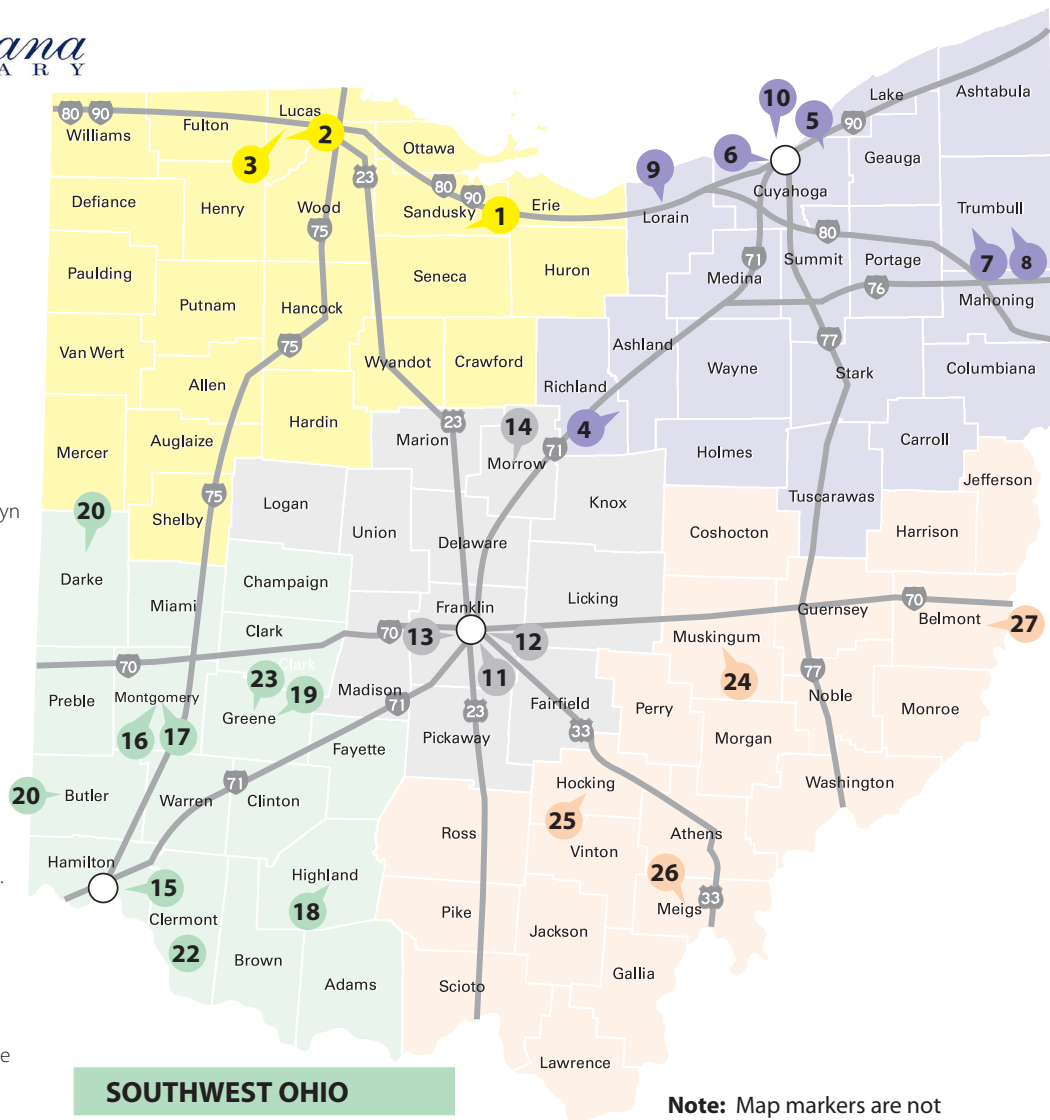 ana
A R Y
10
Lake
Ashtabula
Lucas
5
80 90
Williams
Fulton
2
90
Ottawa
6
Geauga
3
9
23
80
Cuyahoga
Defiance
Henry
Wood
90
Sandusky
1
Erie
Lorain
Trumbull
75
80
71
Summit
Portage
7
8
Paulding
Seneca
Huron
Medina
76
Mahoning
Putnam
Hancock
77
75
Ashland
Van Wert
Wyandot
Crawford
Wayne
Stark
Columbiana
Allen
Richland
Hardin
23
14
4
Auglaize
Marion
71
Carroll
Mercer
Morrow
Holmes
Jefferson
75
Logan
Knox
Tuscarawas
yn
20
Shelby
Union
Coshocton
Harrison
Delaware
Darke
Champaign
Miami
Franklin
Licking
70
Guernsey
Belmont
27
Clark
70
13
12
Muskingum
70
Clark
11
77
23
19
Madison
24
Preble
Montgomery
71
23
Fairfield
Noble
Monroe
Greene
Perry
16
17
33
Pickaway
Morgan
Fayette
71
Hocking
Washington
20
Butler
Warren
Clinton
25
Ross
Athens
Vinton
Hamilton
26
.
15
Highland
33
18
Pike
Meigs
Clermont
Jackson
22
Brown
Gallia
Adams
Scioto
e
Lawrence
SOUTHWEST OHIO
Note: Map markers are not